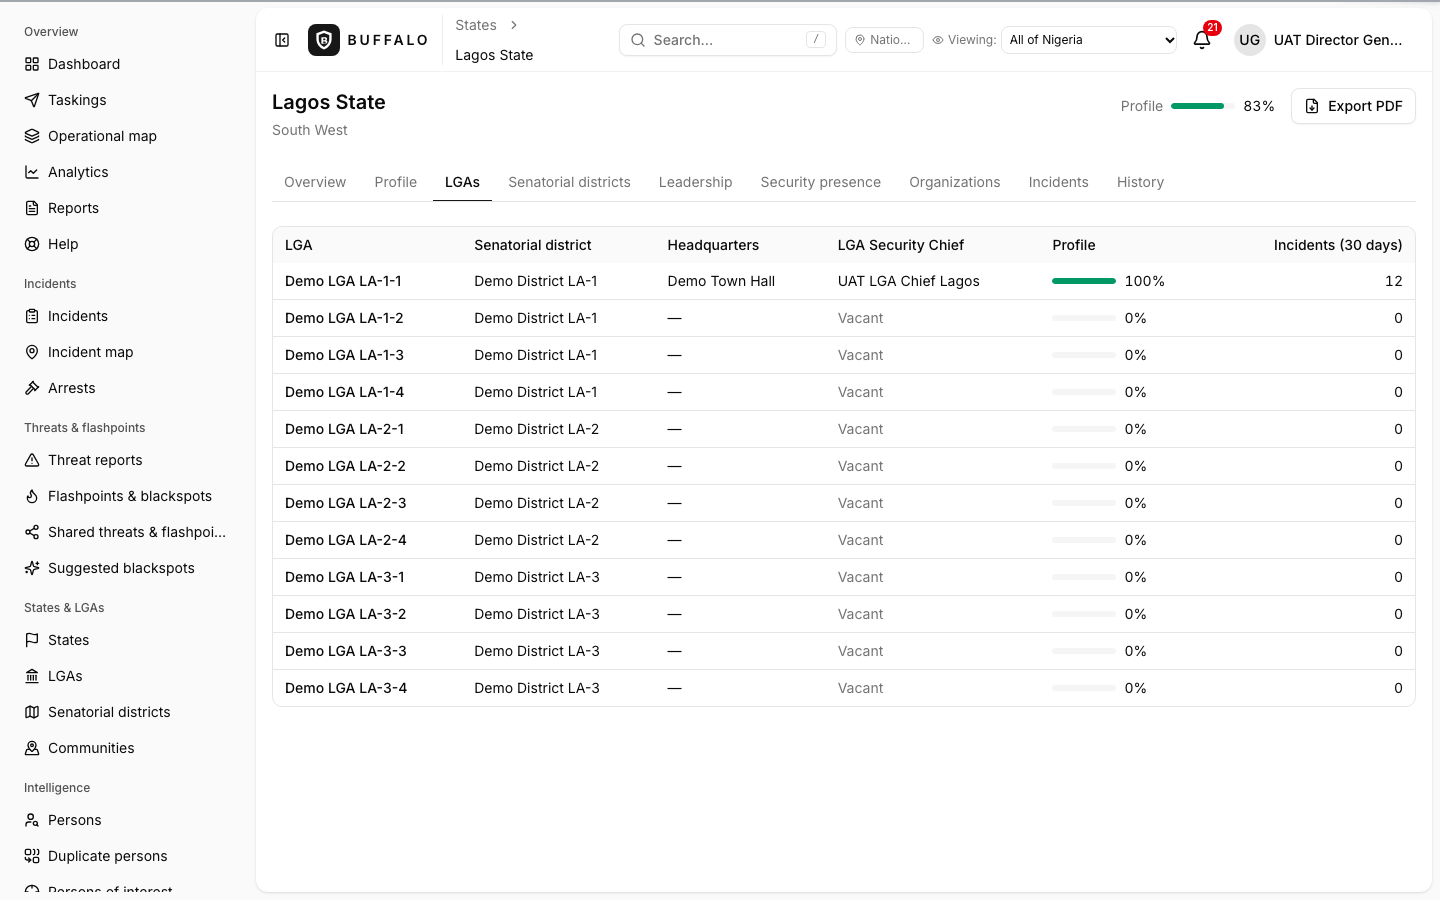 Overview
Dashboard
Taskings
Operational map
Analytics
Reports
Help
Incidents
Incidents
Incident map
Arrests
Threats & flashpoints
Threat reports
Flashpoints & blackspots
Shared threats & flashpoi...
Suggested blackspots
States & LGAs
States
LGAs
Senatorial districts
Communities
Intelligence
Persons
Duplicate persons
Persons of interest
BUFFALO
States
Lagos State
Search...
/
Natio...
Viewing:
All of Nigeria
21
UG
UAT Director Gen...
Lagos State
South West
Profile 83%
Export PDF
Overview Profile LGAs Senatorial districts Leadership Security presence Organizations Incidents History
LGA Senatorial district Headquarters LGA Security Chief Profile Incidents (30 days)
Demo LGA LA-1-1 Demo District LA-1 Demo Town Hall UAT LGA Chief Lagos 100% 12
Demo LGA LA-1-2 Demo District LA-1 — Vacant 0% 0
Demo LGA LA-1-3 Demo District LA-1 — Vacant 0% 0
Demo LGA LA-1-4 Demo District LA-1 — Vacant 0% 0
Demo LGA LA-2-1 Demo District LA-2 — Vacant 0% 0
Demo LGA LA-2-2 Demo District LA-2 — Vacant 0% 0
Demo LGA LA-2-3 Demo District LA-2 — Vacant 0% 0
Demo LGA LA-2-4 Demo District LA-2 — Vacant 0% 0
Demo LGA LA-3-1 Demo District LA-3 — Vacant 0% 0
Demo LGA LA-3-2 Demo District LA-3 — Vacant 0% 0
Demo LGA LA-3-3 Demo District LA-3 — Vacant 0% 0
Demo LGA LA-3-4 Demo District LA-3 — Vacant 0% 0